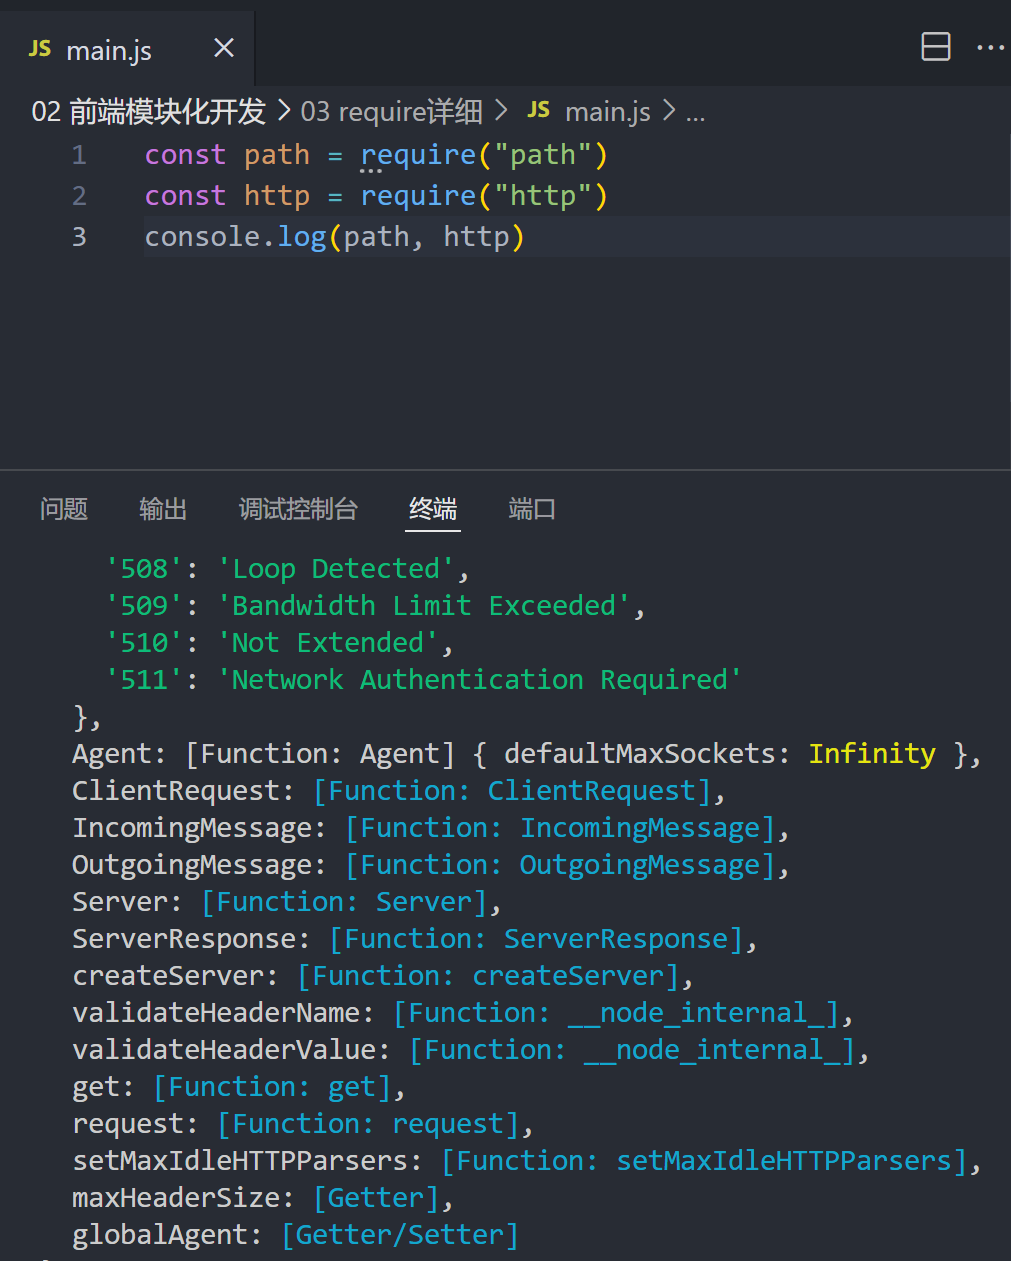 JS main.js
02 前端模块化开发 > 03 require详细 > JS main.js > ...
1 const path = require("path")
2 const http = require("http")
3 console.log(path, http)
问题 输出 调试控制台 终端 端口
'508': 'Loop Detected',
'509': 'Bandwidth Limit Exceeded',
'510': 'Not Extended',
'511': 'Network Authentication Required'
},
Agent: [Function: Agent] { defaultMaxSockets: Infinity },
ClientRequest: [Function: ClientRequest],
IncomingMessage: [Function: IncomingMessage],
OutgoingMessage: [Function: OutgoingMessage],
Server: [Function: Server],
ServerResponse: [Function: ServerResponse],
createServer: [Function: createServer],
validateHeaderName: [Function: __node_internal_],
validateHeaderValue: [Function: __node_internal_],
get: [Function: get],
request: [Function: request],
setMaxIdleHTTPParsers: [Function: setMaxIdleHTTPParsers],
maxHeaderSize: [Getter],
globalAgent: [Getter/Setter]